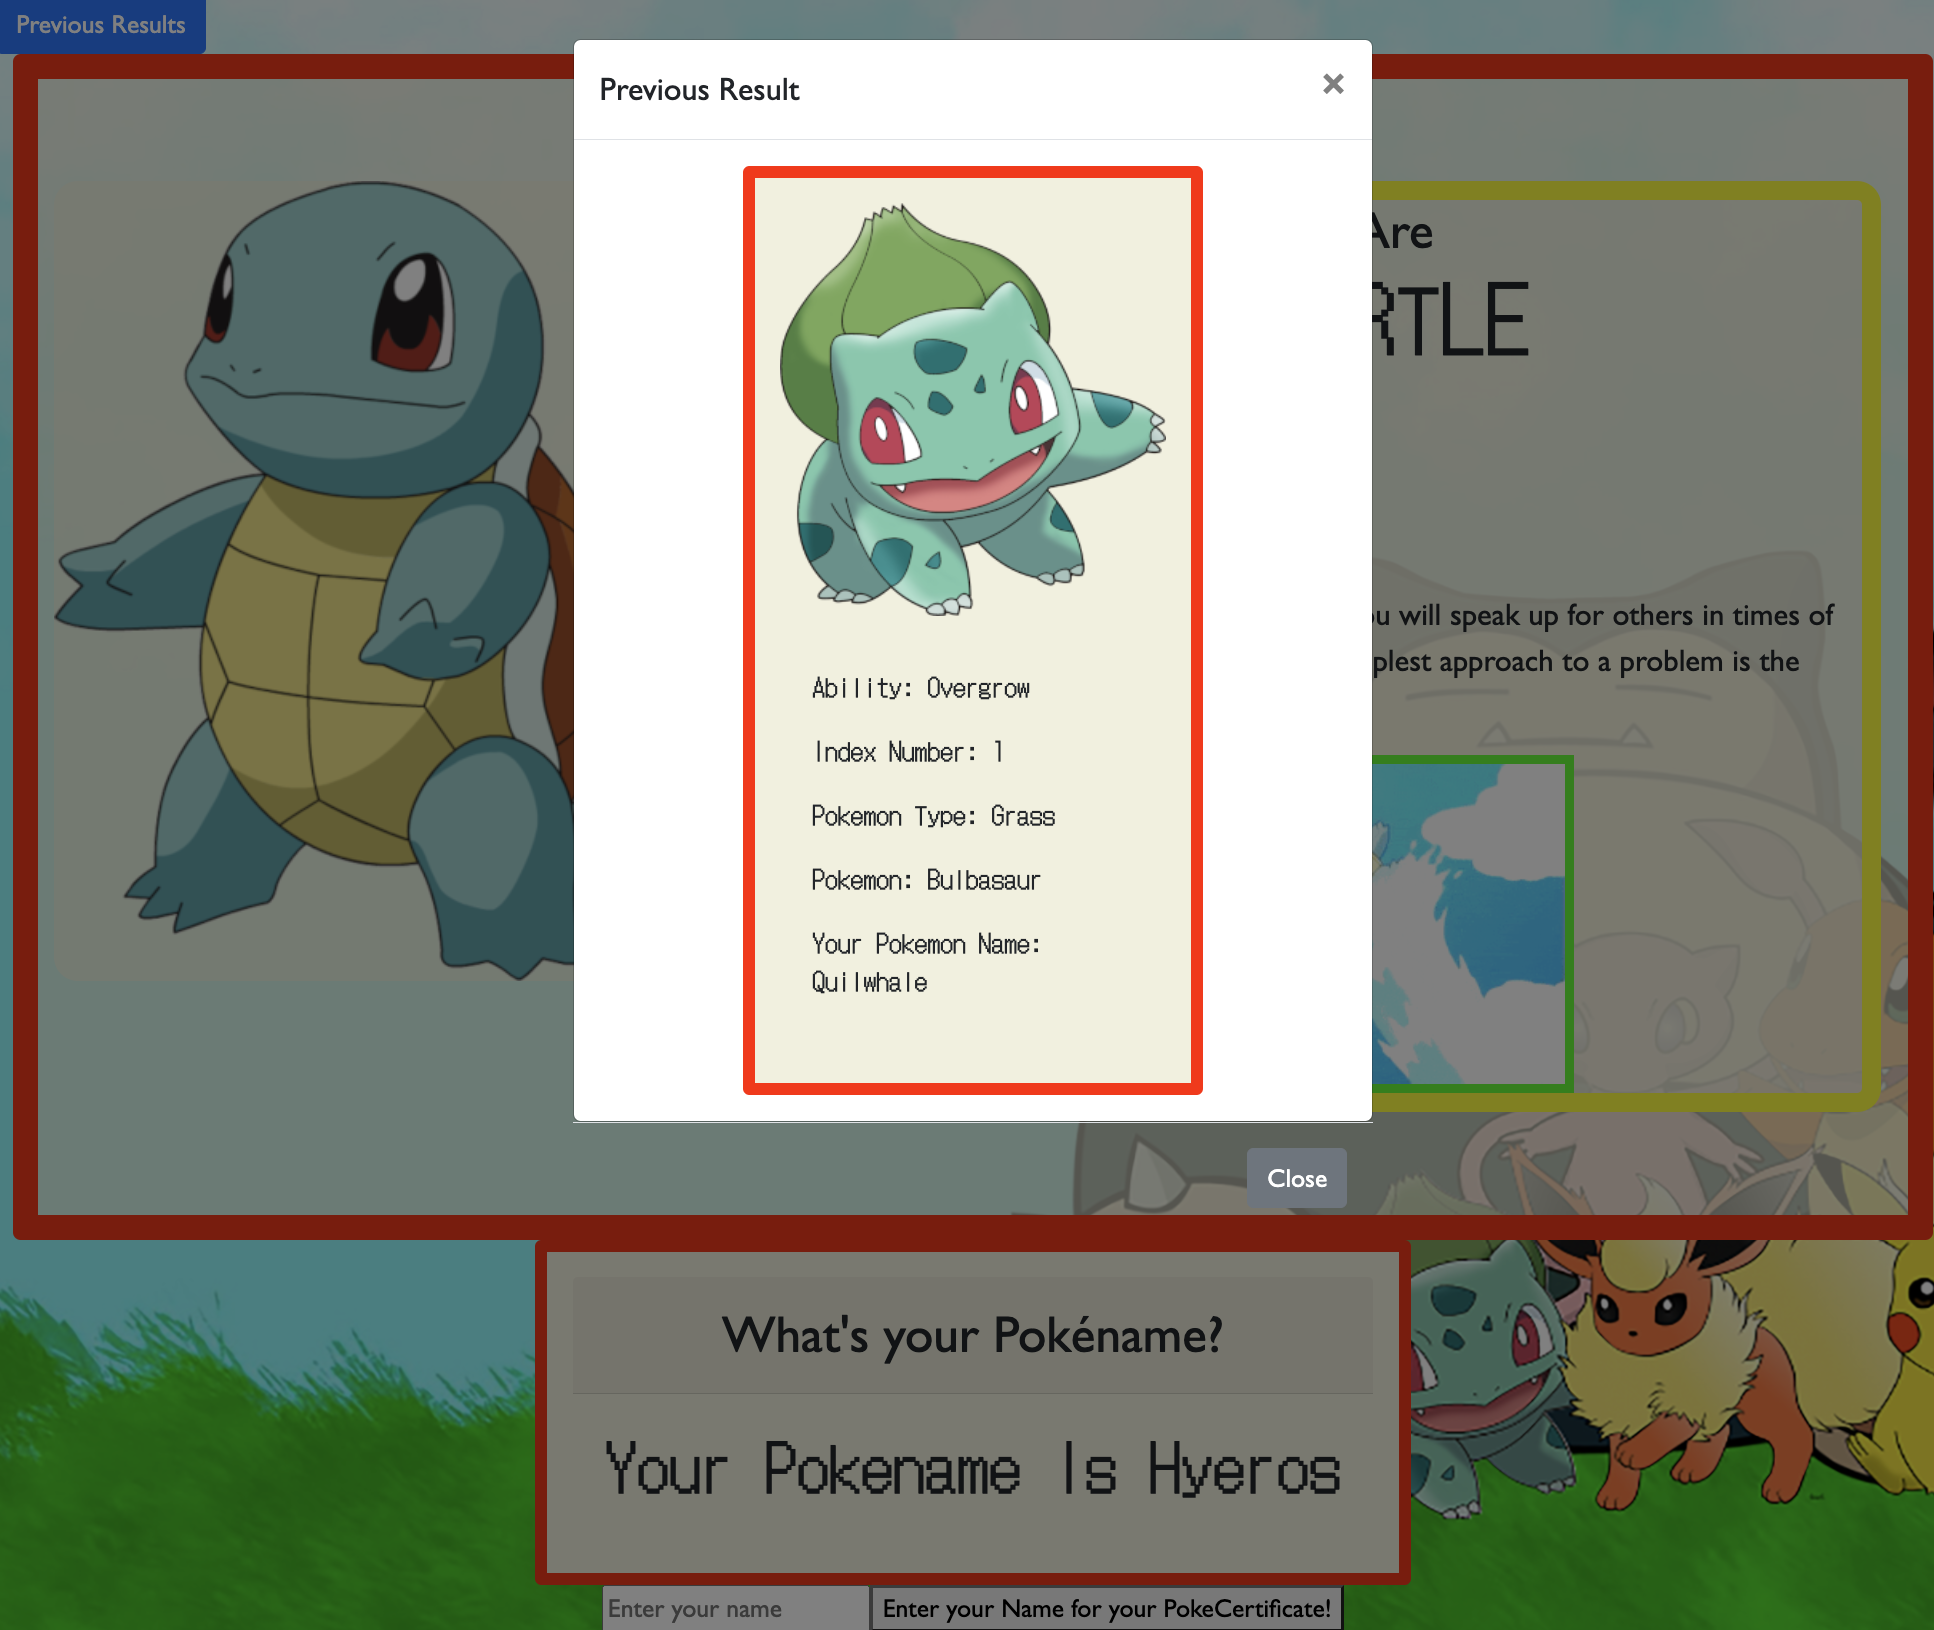 Previous Results
Previous Result
×
Are
RTLE
will speak up for others in times of
approach to a problem is the
Ability: Overgrow
Index Number: 1
Pokemon Type: Grass
Pokemon: Bulbasaur
Your Pokemon Name:
Quilwhale
Close
What's your Pokéname?
Your Pokename Is Hyeros
Enter your name
Enter your Name for your PokeCertificate!